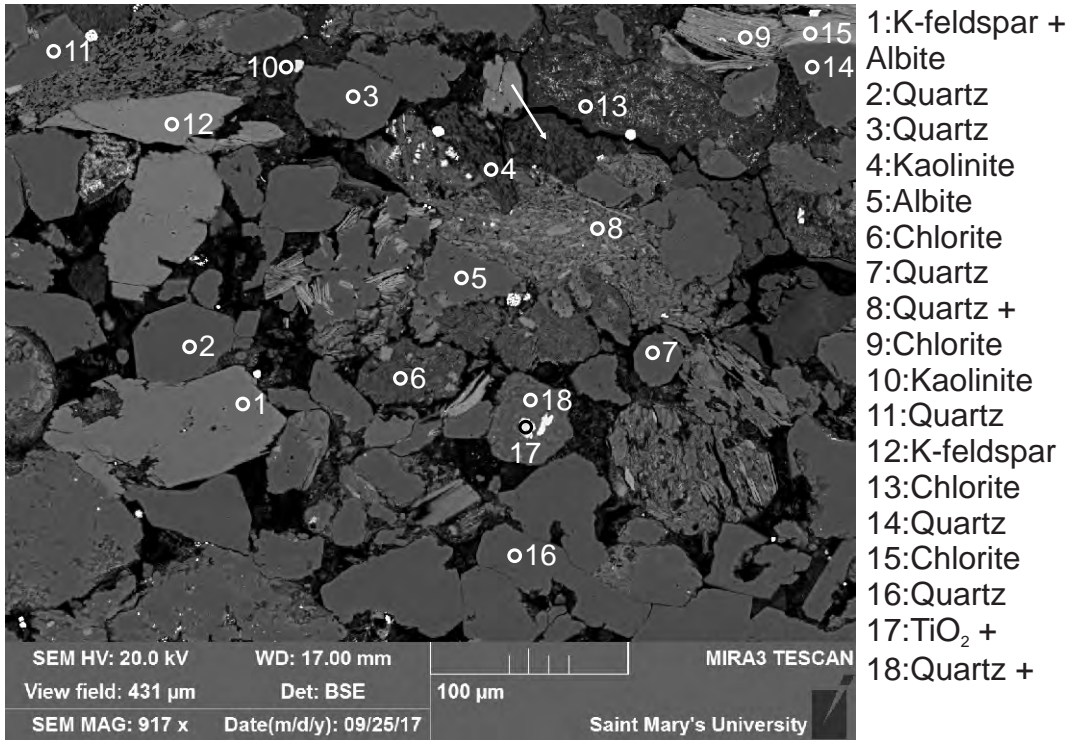 1:K-feldspar +
Albite
2:Quartz
3:Quartz
4:Kaolinite
5:Albite
6:Chlorite
7:Quartz
8:Quartz +
9:Chlorite
10:Kaolinite
11:Quartz
12:K-feldspar
13:Chlorite
14:Quartz
15:Chlorite
16:Quartz
17:TiO₂ +
18:Quartz +
11
9
15
10
14
3
13
12
4
8
5
2
7
6
1
18
17
16
SEM HV: 20.0 kV WD: 17.00 mm MIRA3 TESCAN
View field: 431 µm Det: BSE 100 µm
SEM MAG: 917 x Date(m/d/y): 09/25/17 Saint Mary's University